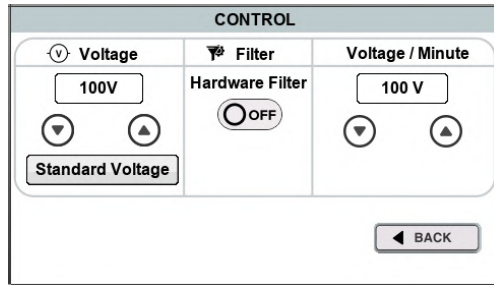 CONTROL
V Voltage
Filter
Voltage / Minute
100V
Hardware Filter
100 V
OFF
Standard Voltage
BACK